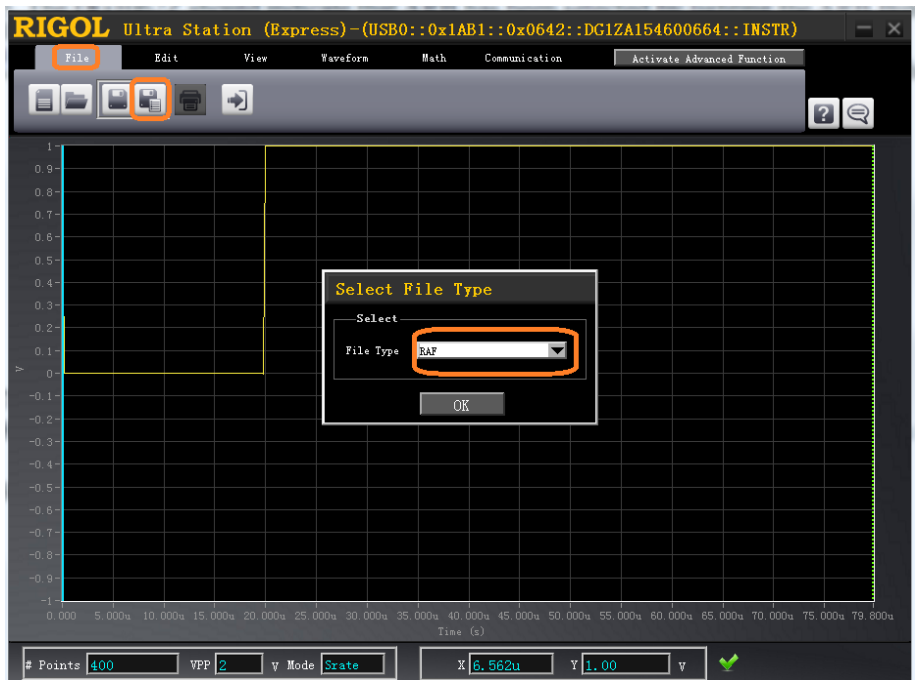 RIGOL Ultra Station (Express)-(USB0::0x1AB1::0x0642::DG1ZA154600664::INSTR)
File Edit View Waveform Math Communication Activate Advanced Function
1
0.9
0.8
0.7
0.6
0.5
0.4
Select File Type
0.3
Select
0.2
File Type RAF
0.1
V
0
-0.1
OK
-0.2
-0.3
-0.4
-0.5
-0.6
-0.7
-0.8
-0.9
-1
0.000 5.000u 10.000u 15.000u 20.000u 25.000u 30.000u 35.000u 40.000u 45.000u 50.000u 55.000u 60.000u 65.000u 70.000u 75.000u 79.800u
Time (s)
# Points 400 VPP 2 V Mode Srate X 6.562u Y 1.00 V